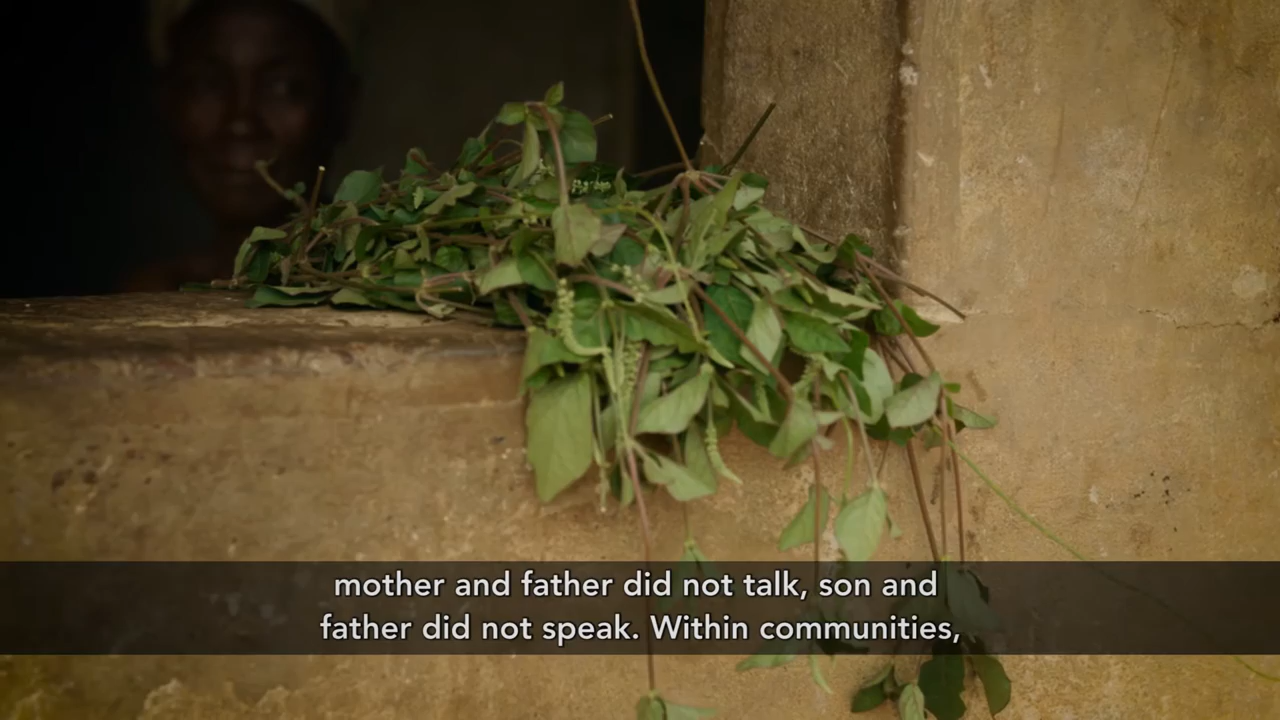 mother and father did not talk, son and
father did not speak. Within communities,